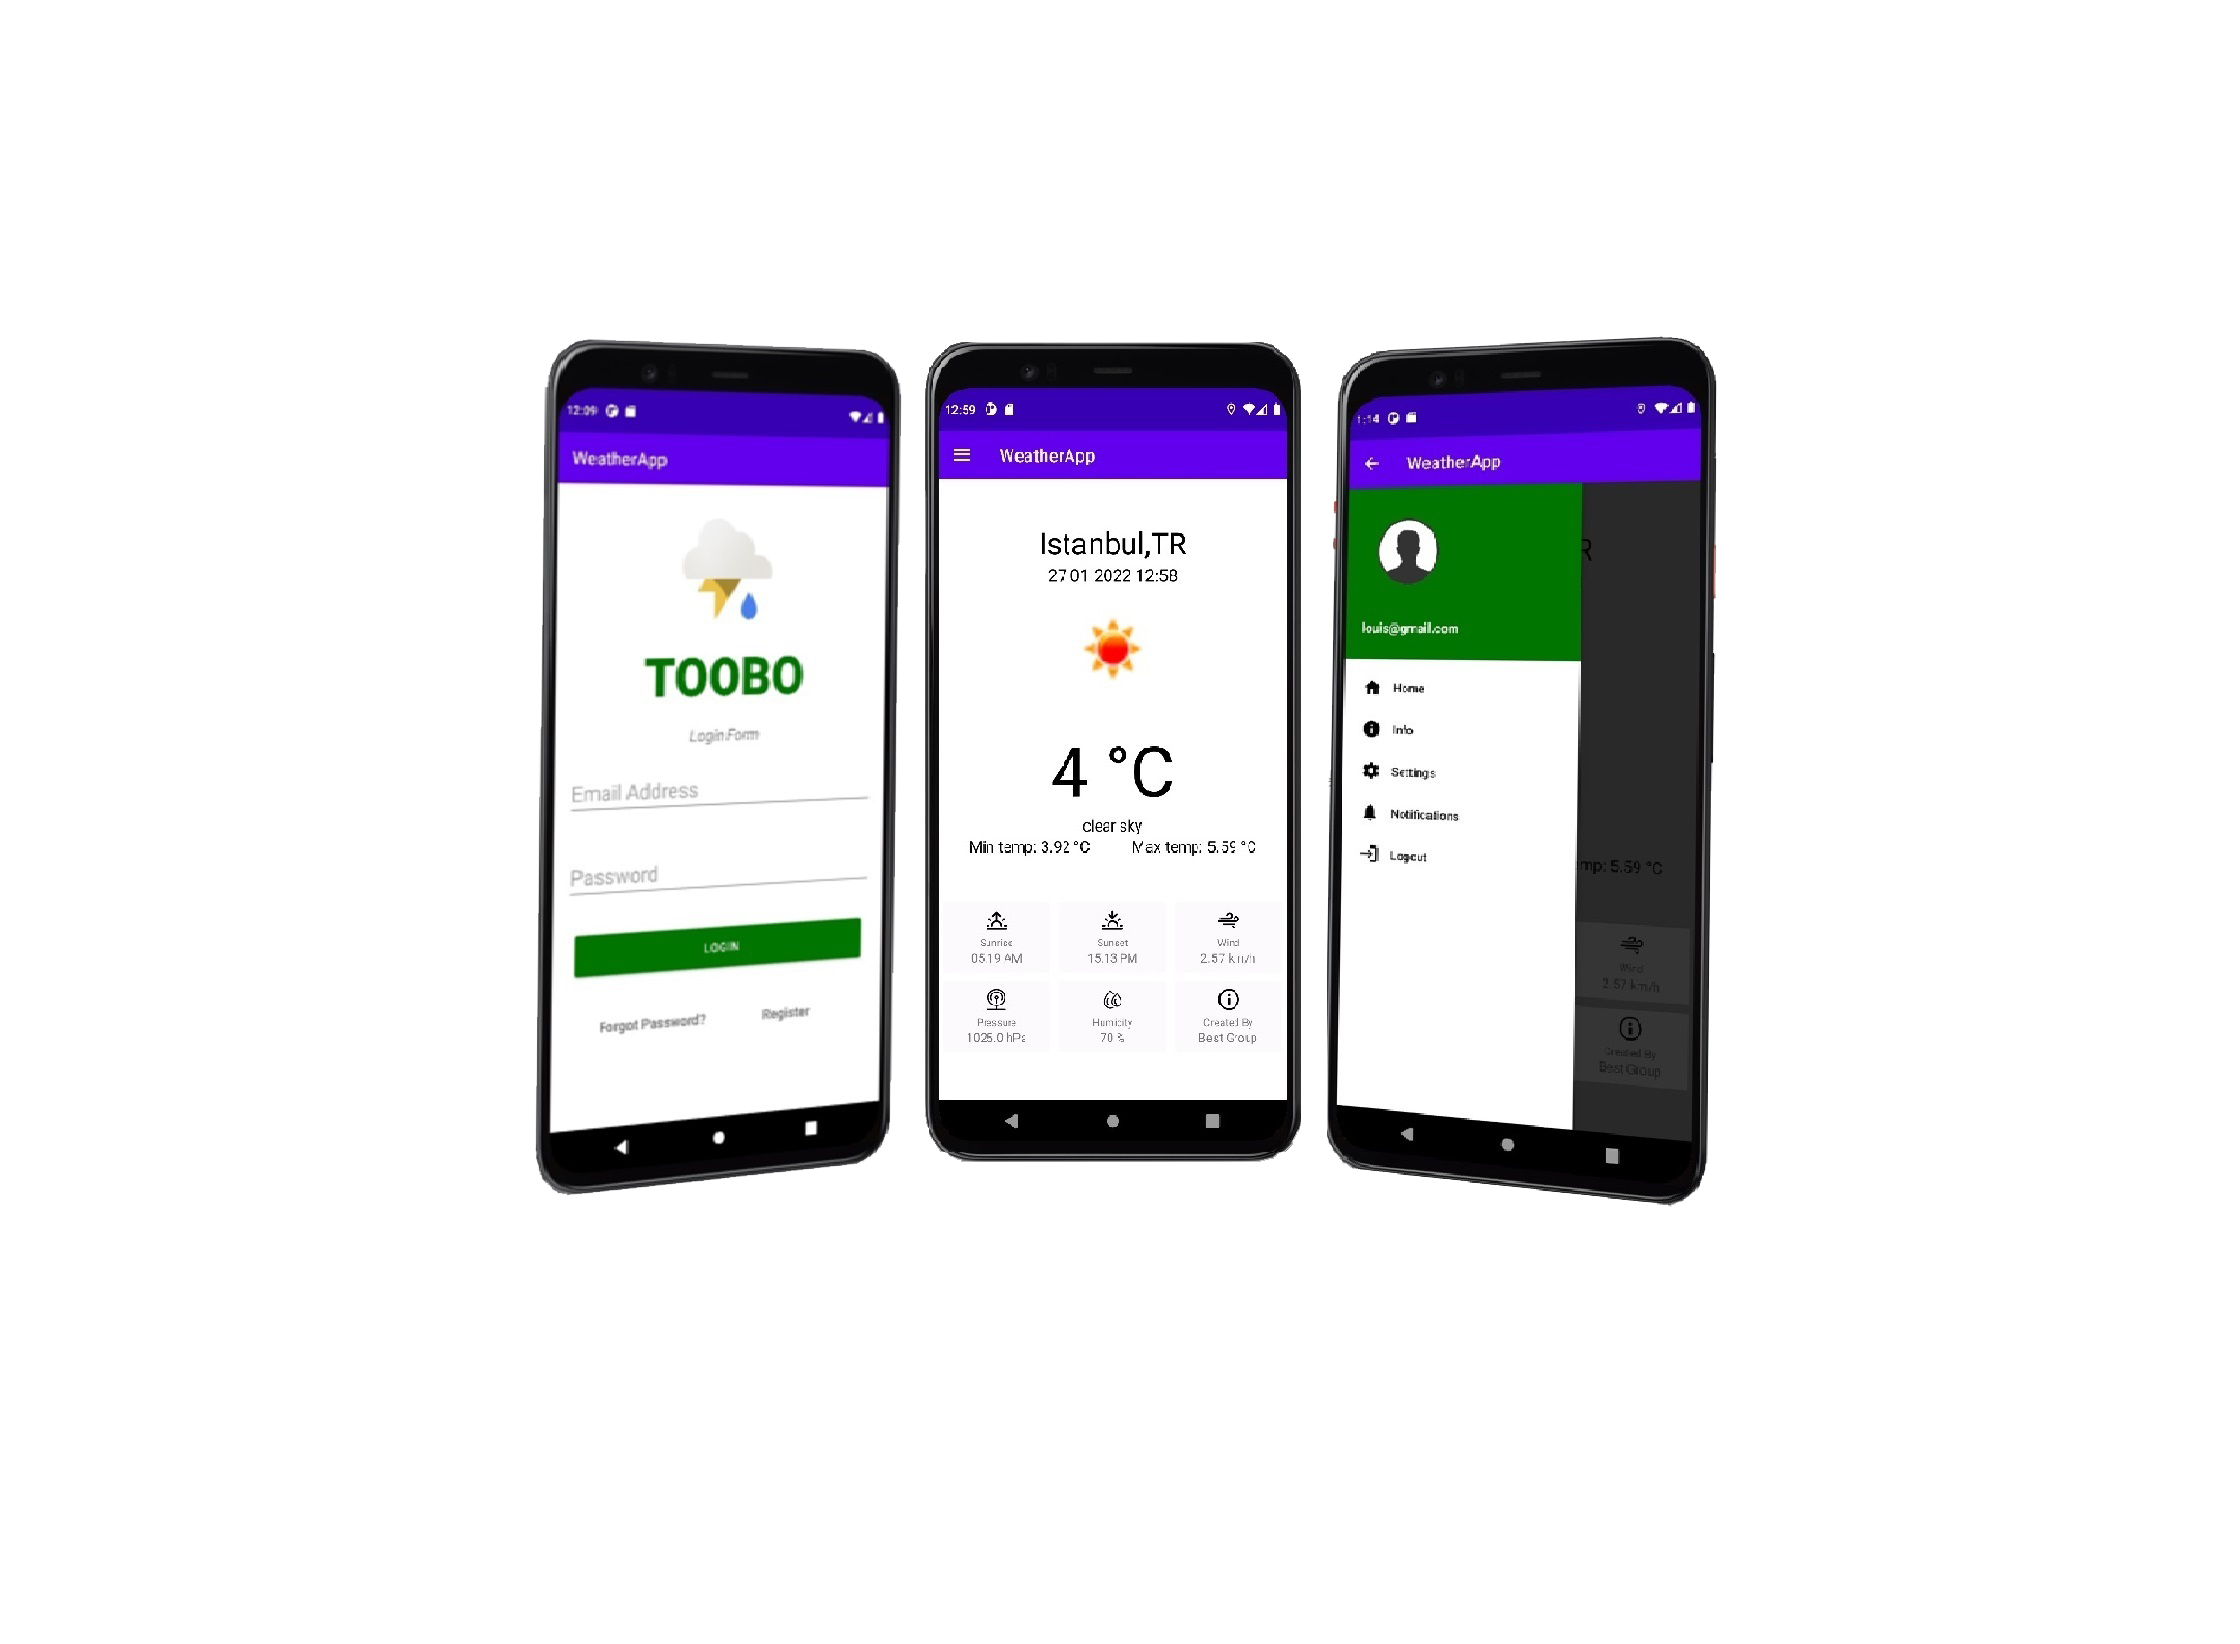 12:09
WeatherApp
TOOBO
Login Form
Email Address
Password
LOGIN
Forgot Password?
Register
12:59
WeatherApp
Istanbul,TR
27 01 2022 12:58
4 °C
clear sky
Min temp: 3.92 °C
Max temp: 5.59 °C
Sunrise
05:19 AM
Sunset
15:13 PM
Wind
2.57 km/h
Pressure
1025.0 hPa
Humidity
70 %
Created By
Best Group
1:14
WeatherApp
R
louis@gmail.com
Home
Info
Settings
Notifications
Logout
mp: 5.59 °C
Wind
2.57 km/h
Created By
Best Group